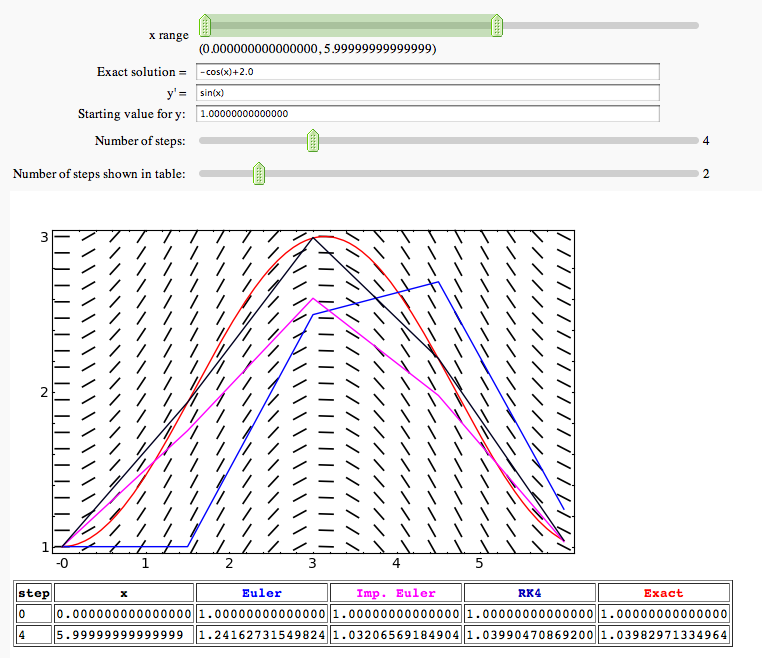 x range
(0.000000000000000, 5.99999999999999)
Exact solution = -cos(x)+2.0
y' = sin(x)
Starting value for y: 1.00000000000000
Number of steps: 4
Number of steps shown in table: 2
3
2
1
-0 1 2 3 4 5
step x Euler Imp. Euler RK4 Exact
0 0.000000000000000 1.00000000000000 1.00000000000000 1.00000000000000 1.00000000000000
4 5.99999999999999 1.24162731549824 1.03206569184904 1.03990470869200 1.03982971334964